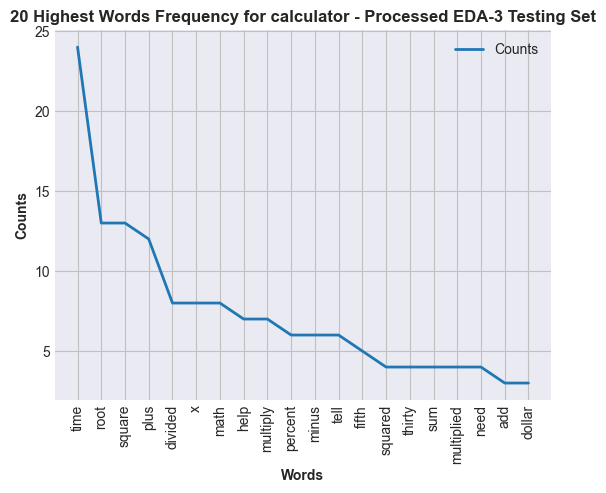 20 Highest Words Frequency for calculator - Processed EDA-3 Testing Set
Counts
25
20
15
10
5
Counts
time
root
square
plus
divided
x
math
help
multiply
percent
minus
tell
fifth
squared
thirty
sum
multiplied
need
add
dollar
Words